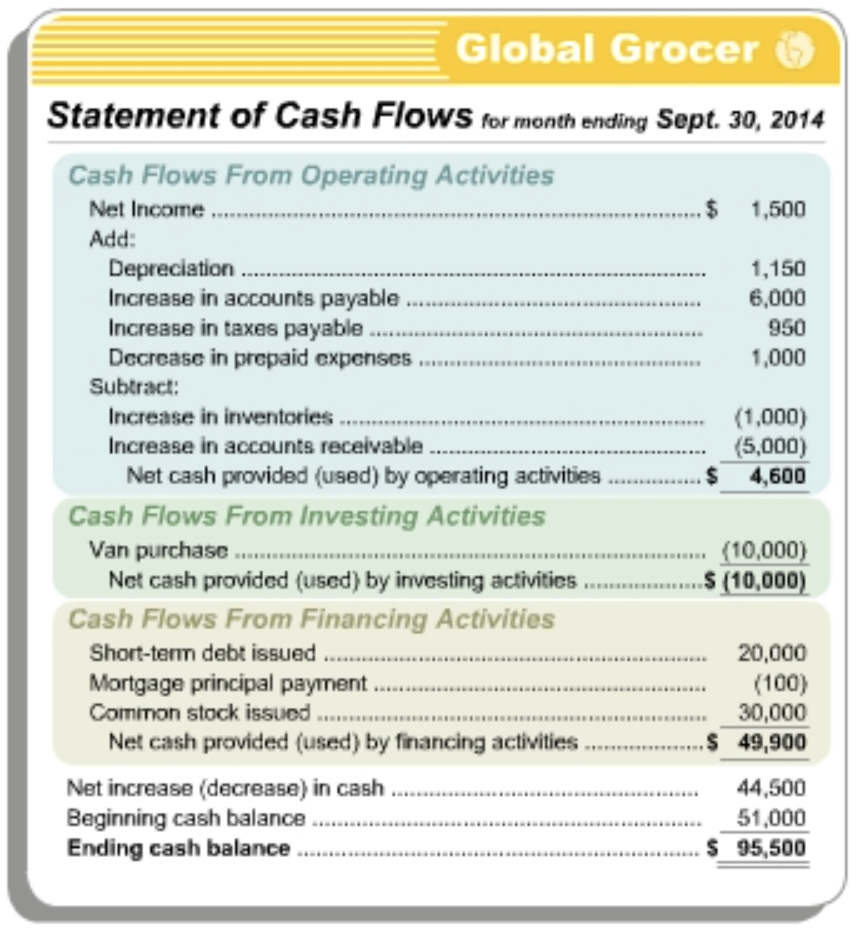 Global Grocer
Statement of Cash Flows for month ending Sept. 30, 2014
Cash Flows From Operating Activities
Net Income ........ $ 1,500
Add:
Depreciation ........ 1,150
Increase in accounts payable ........ 6,000
Increase in taxes payable ........ 950
Decrease in prepaid expenses ........ 1,000
Subtract:
Increase in inventories ........ (1,000)
Increase in accounts receivable ........ (5,000)
Net cash provided (used) by operating activities ........ $ 4,600
Cash Flows From Investing Activities
Van purchase ........ (10,000)
Net cash provided (used) by investing activities ........ $ (10,000)
Cash Flows From Financing Activities
Short-term debt issued ........ 20,000
Mortgage principal payment ........ (100)
Common stock issued ........ 30,000
Net cash provided (used) by financing activities ........ $ 49,900
Net increase (decrease) in cash ........ 44,500
Beginning cash balance ........ 51,000
Ending cash balance ........ $ 95,500